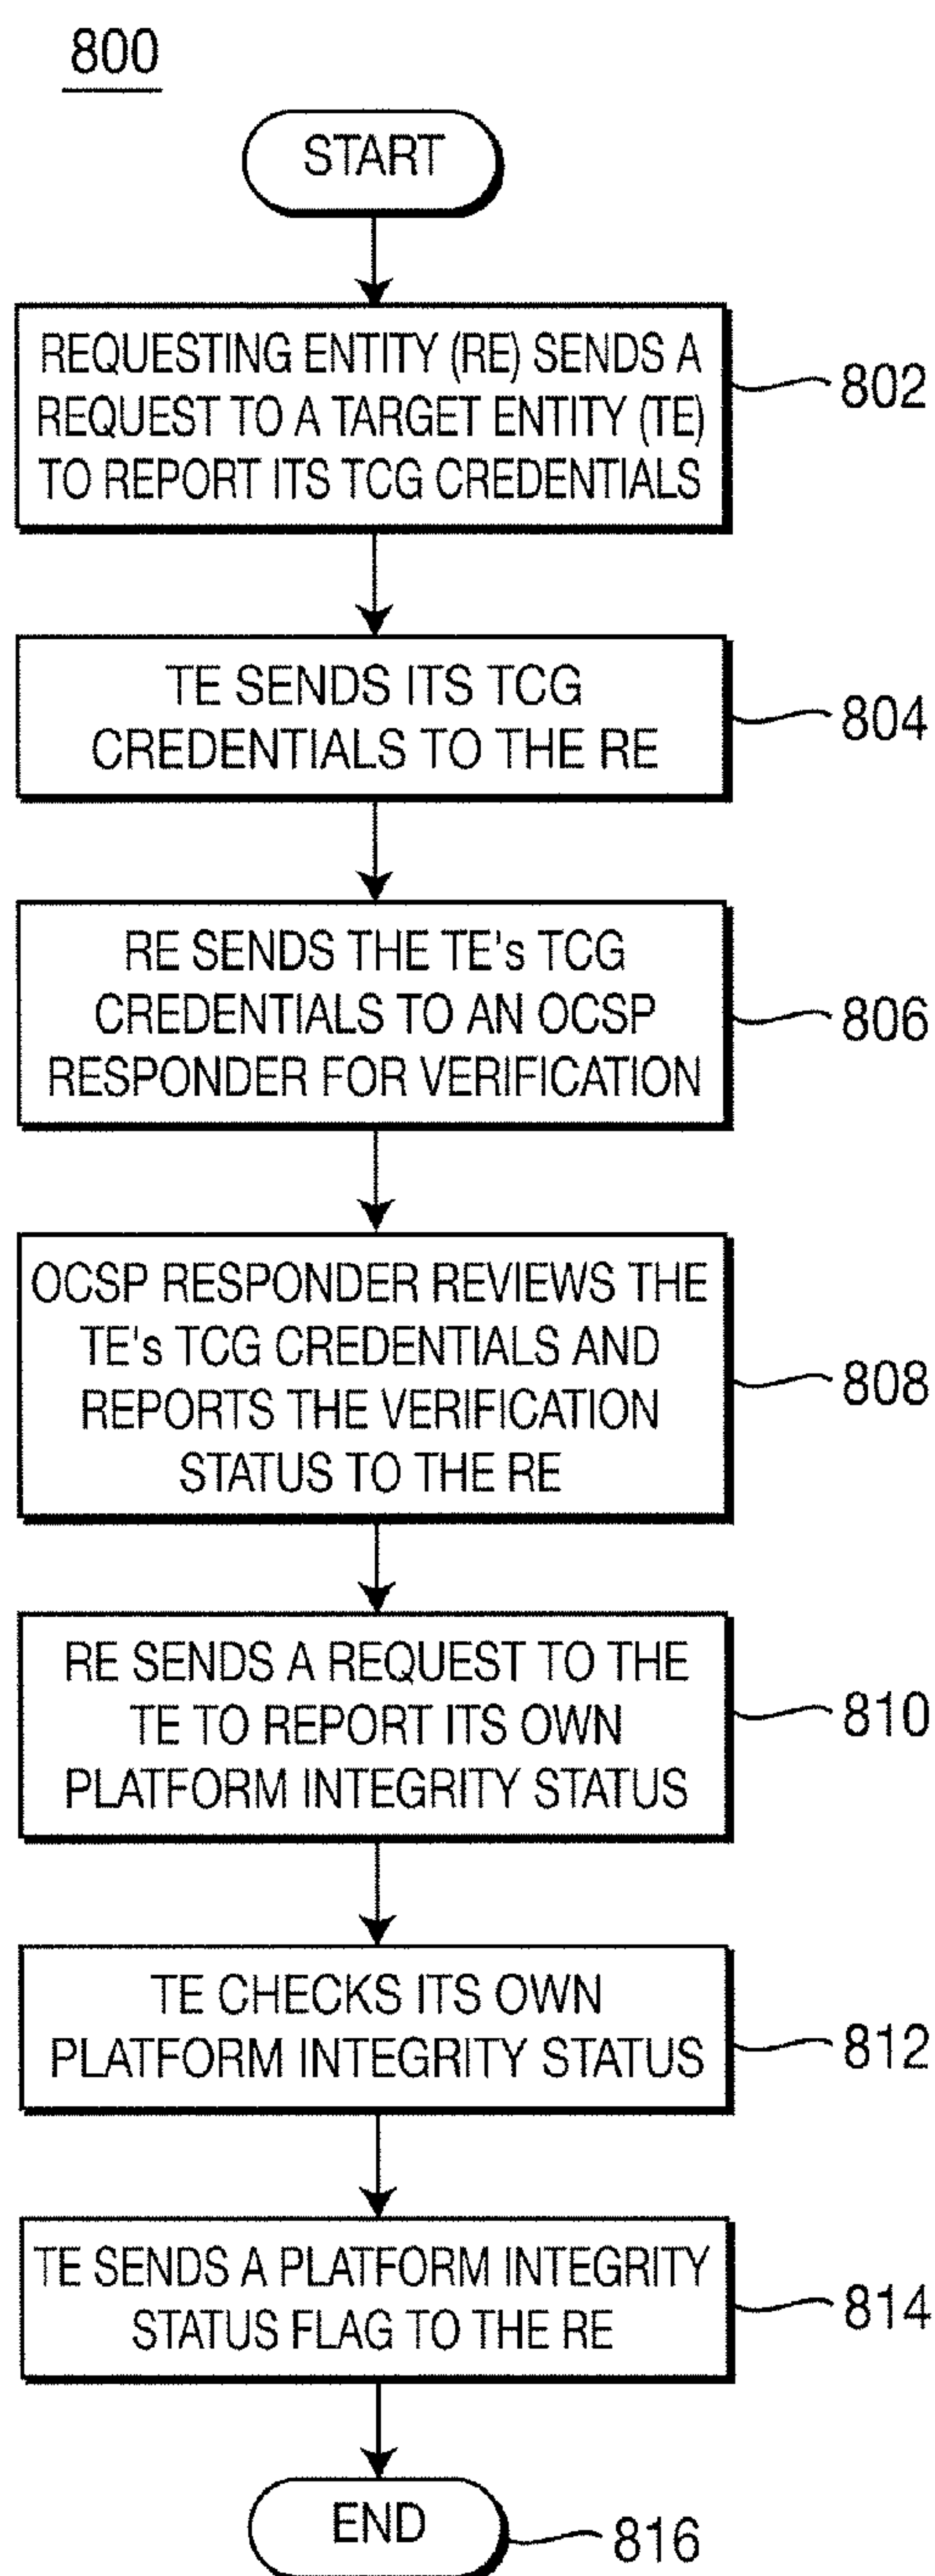 800
START
REQUESTING ENTITY (RE) SENDS A
REQUEST TO A TARGET ENTITY (TE)
TO REPORT ITS TCG CREDENTIALS
802
TE SENDS ITS TCG
CREDENTIALS TO THE RE
804
RE SENDS THE TE's TCG
CREDENTIALS TO AN OCSP
RESPONDER FOR VERIFICATION
806
OCSP RESPONDER REVIEWS THE
TE's TCG CREDENTIALS AND
REPORTS THE VERIFICATION
STATUS TO THE RE
808
RE SENDS A REQUEST TO THE
TE TO REPORT ITS OWN
PLATFORM INTEGRITY STATUS
810
TE CHECKS ITS OWN
PLATFORM INTEGRITY STATUS
812
TE SENDS A PLATFORM INTEGRITY
STATUS FLAG TO THE RE
814
END
816